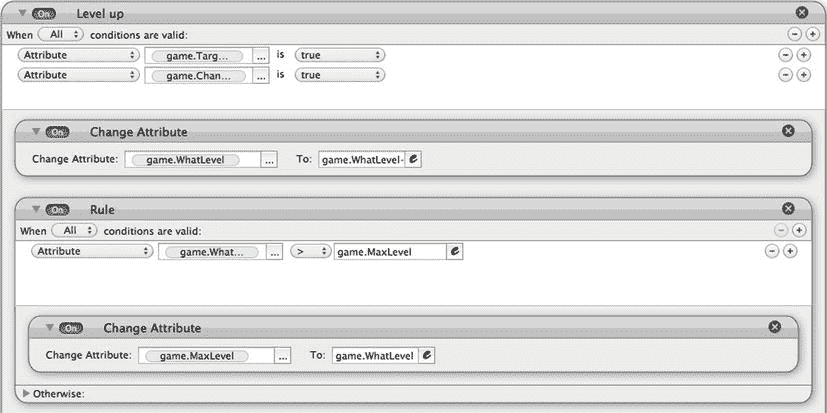 On Level up
When All conditions are valid:
Attribute game.Targ... ... is true
Attribute game.Chan... ... is true
On Change Attribute
Change Attribute: game.WhatLevel ... To: game.WhatLevel- e
On Rule
When All conditions are valid:
Attribute game.What... ... > game.MaxLevel e
On Change Attribute
Change Attribute: game.MaxLevel ... To: game.WhatLevel e
Otherwise: